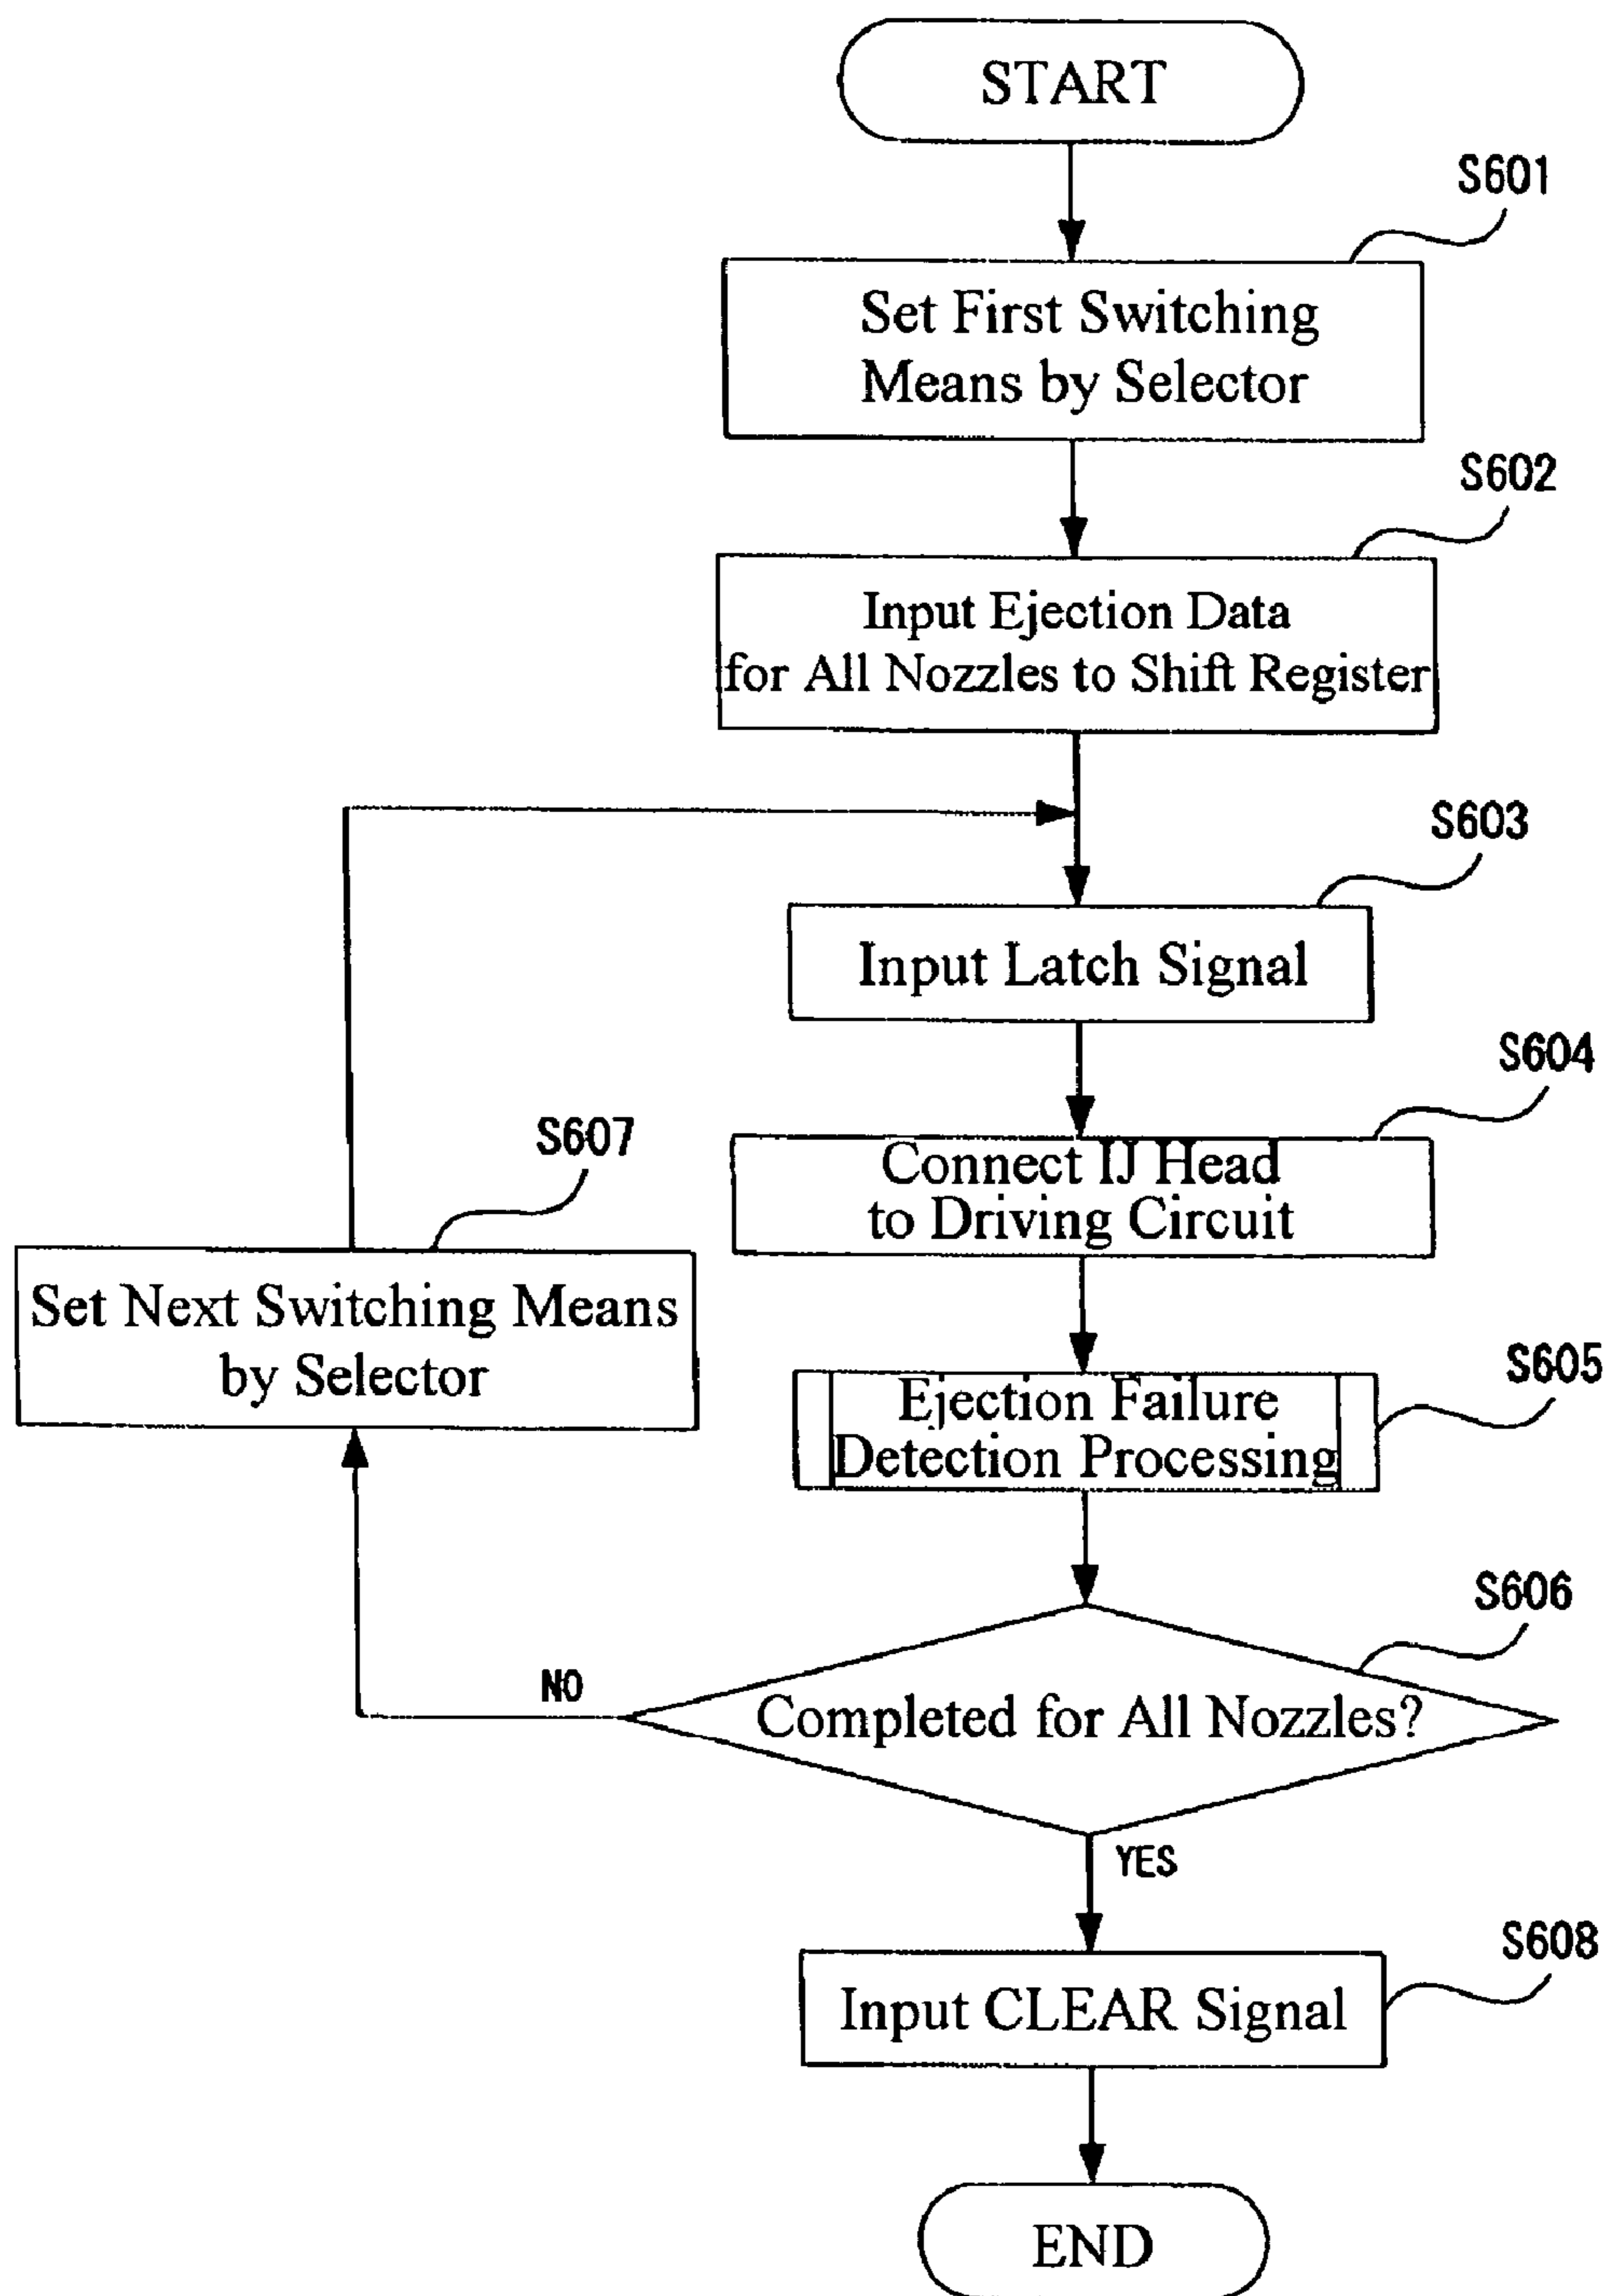 START
S601
Set First Switching
Means by Selector
S602
Input Ejection Data
for All Nozzles to Shift Register
S603
Input Latch Signal
S604
Connect IJ Head
to Driving Circuit
S607
Set Next Switching Means
by Selector
S605
Ejection Failure
Detection Processing
S606
NO
Completed for All Nozzles?
YES
S608
Input CLEAR Signal
END